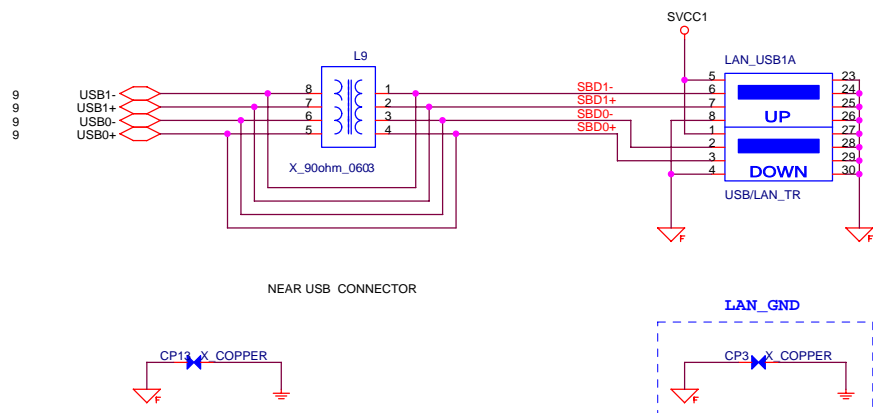 SVCC1
L9
LAN_USB1A
9 USB1- 8 1 SBD1- 5 23
9 USB1+ 7 2 SBD1+ 6 24
9 USB0- 6 3 SBD0- 7 25
9 USB0+ 5 4 SBD0+ 8 UP 26
1 27
2 28
3 29
X_90ohm_0603
4 DOWN 30
USB/LAN_TR
F F
NEAR USB CONNECTOR
LAN_GND
CP13 X_COPPER
CP3 X_COPPER
F F